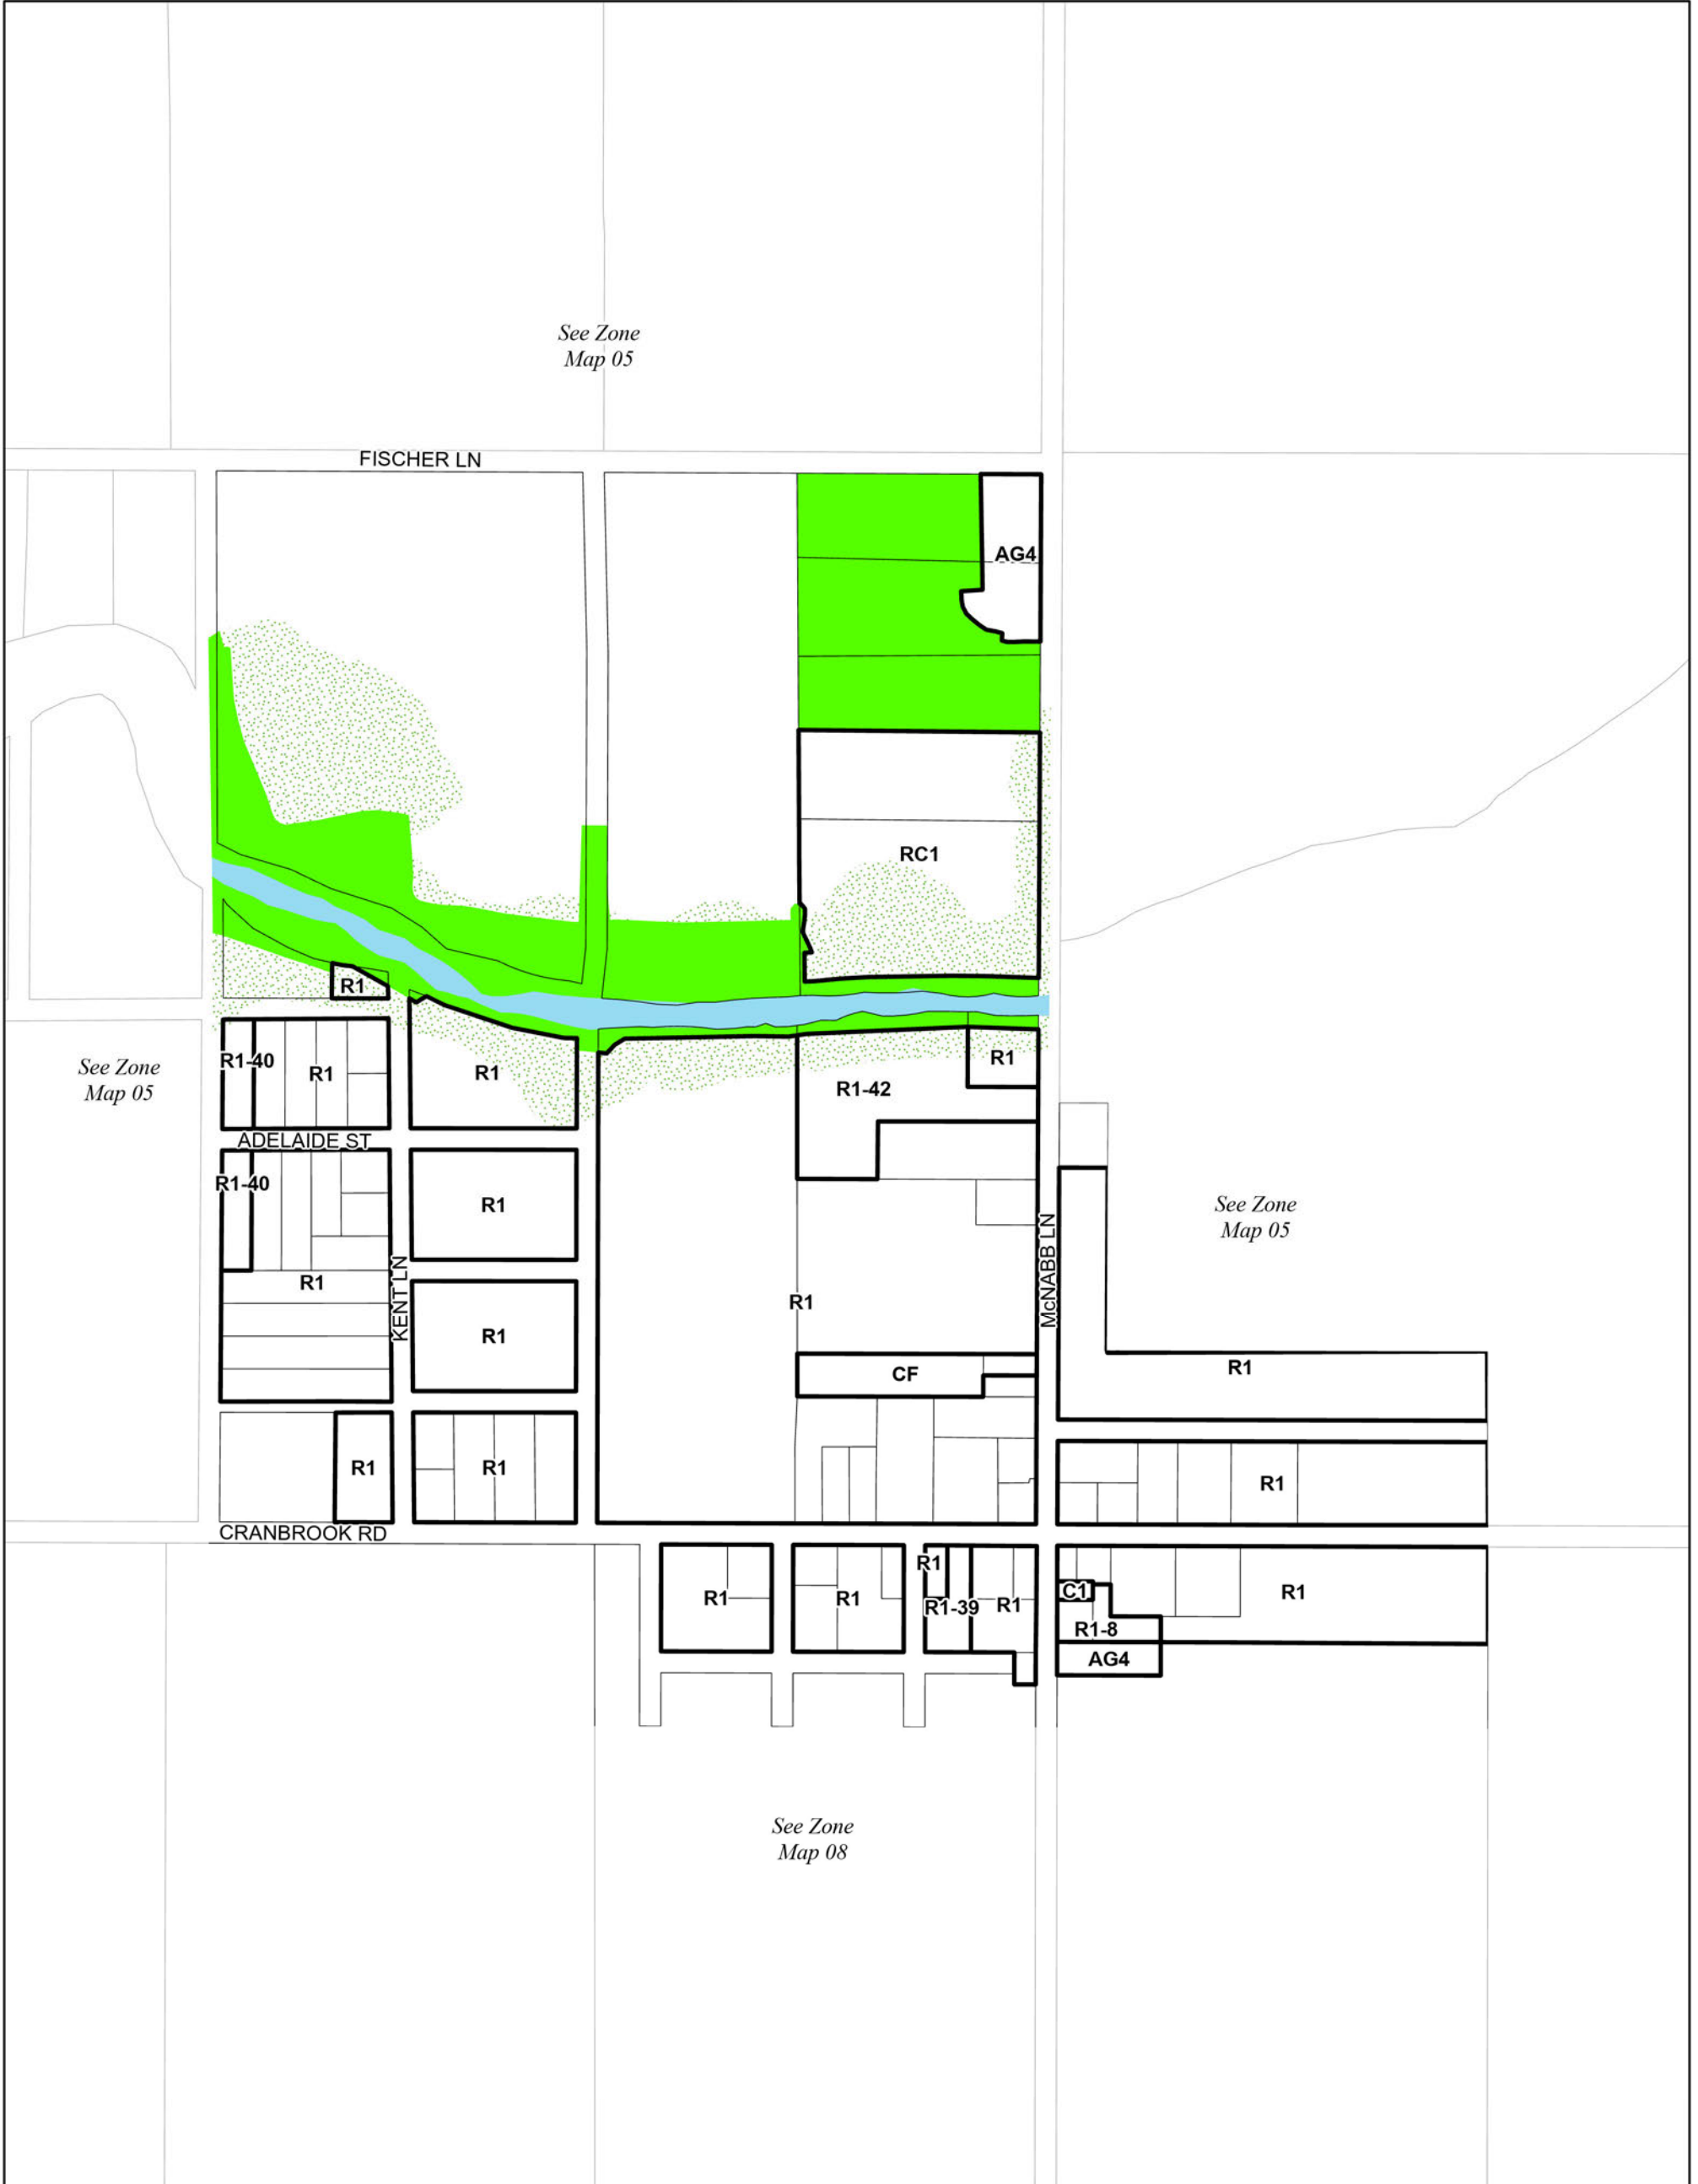 See Zone
Map 05
FISCHER LN
AG4
RC1
R1
See Zone
Map 05
R1-40
R1
R1
R1-42
R1
ADELAIDE ST
R1-40
R1
KENT LN
R1
R1
R1
McNABB LN
See Zone
Map 05
CF
R1
R1
R1
R1
CRANBROOK RD
R1
R1
R1
R1-39
R1
C1
R1-8
AG4
R1
See Zone
Map 08